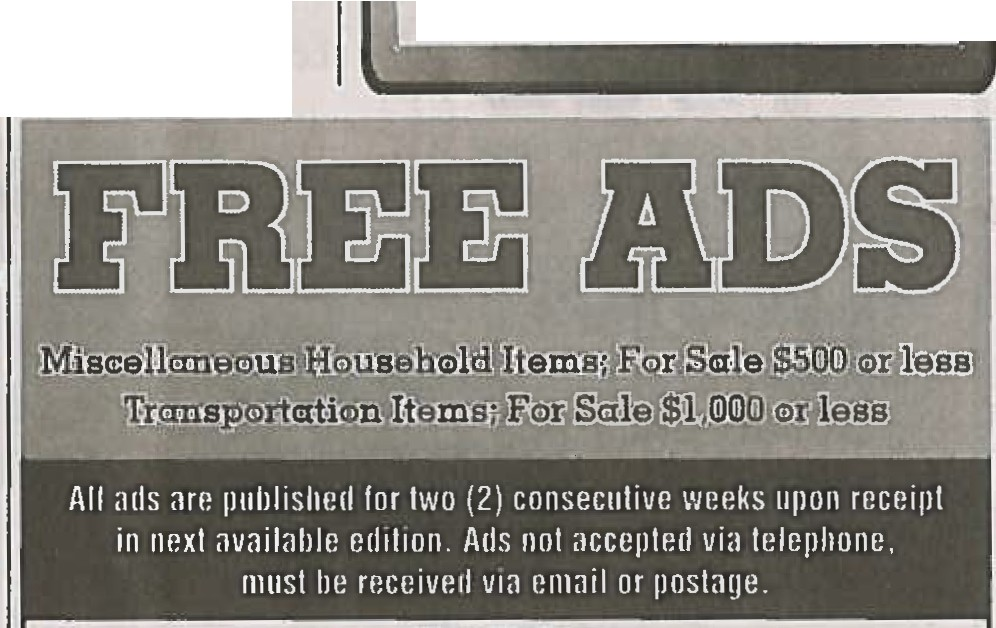 FREE ADS
Miscellaneous Household Items; For Sale $500 or less
Transportation Items; For Sale $1,000 or less
All ads are published for two (2) consecutive weeks upon receipt
in next available edition. Ads not accepted via telephone,
must be received via email or postage.